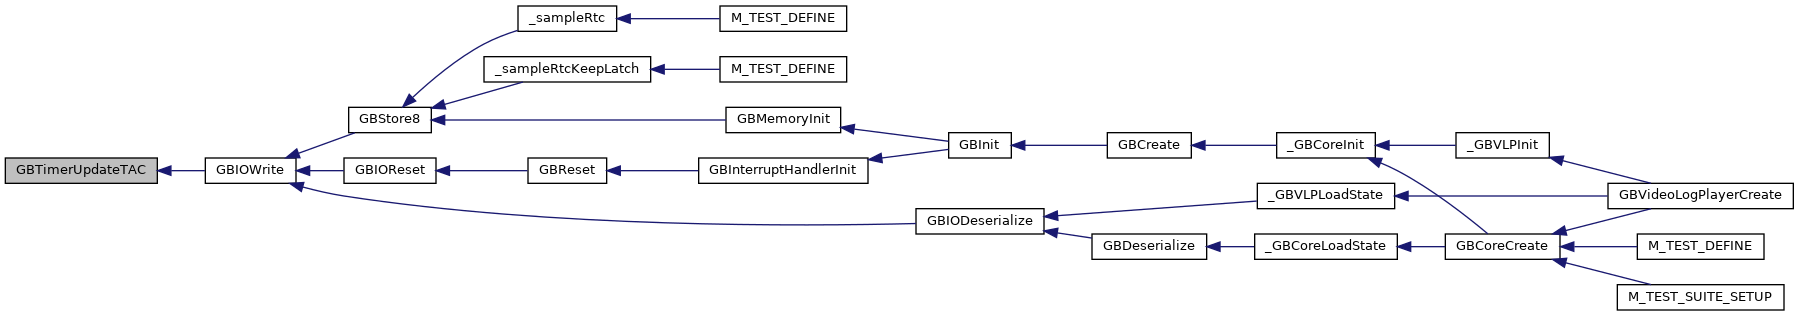 _sampleRtc
M_TEST_DEFINE
_sampleRtcKeepLatch
M_TEST_DEFINE
GBStore8
GBMemoryInit
GBInit
GBCreate
_GBCoreInit
_GBVLPInit
GBTimerUpdateTAC
GBIOWrite
GBIOReset
GBReset
GBInterruptHandlerInit
_GBVLPLoadState
GBVideoLogPlayerCreate
GBIODeserialize
GBDeserialize
_GBCoreLoadState
GBCoreCreate
M_TEST_DEFINE
M_TEST_SUITE_SETUP